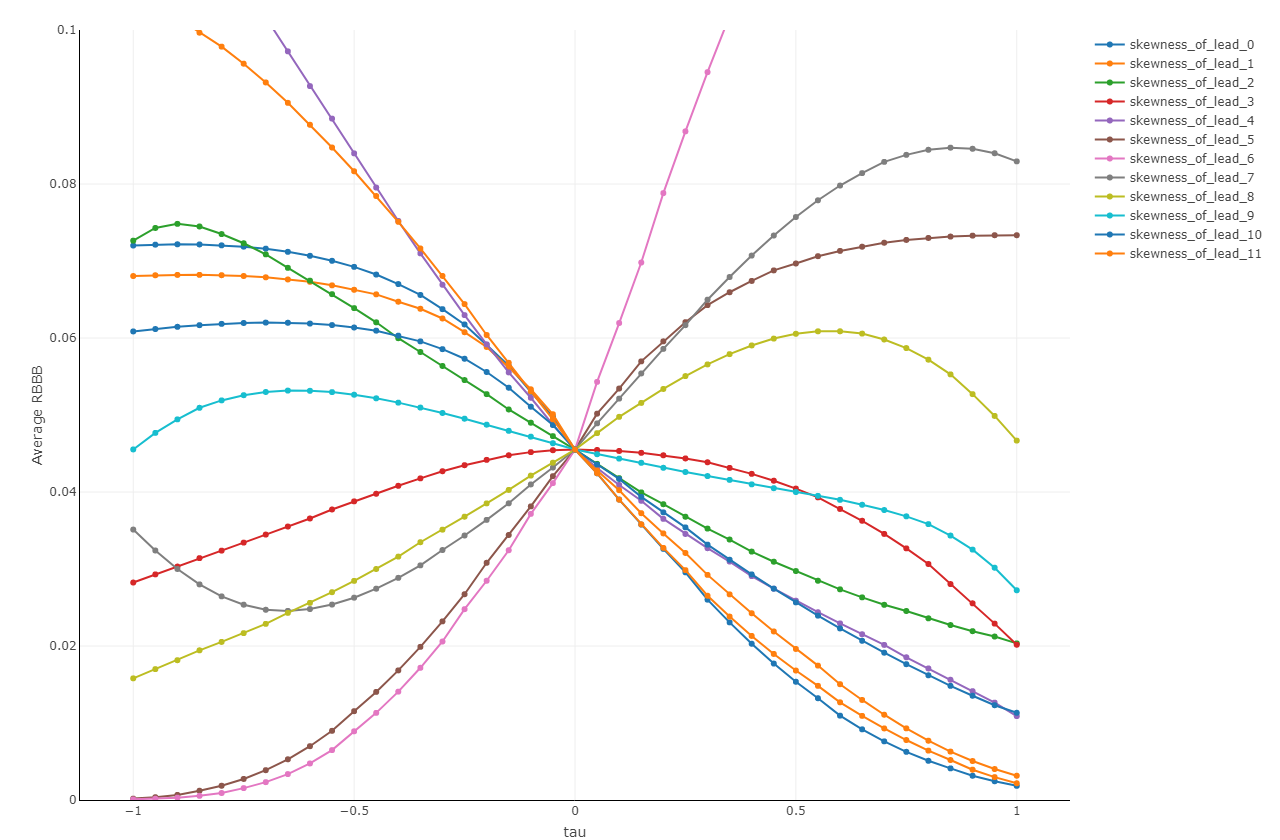 0.1
0.08
0.06
0.04
0.02
0
Average RBBB
−1
−0.5
0
0.5
1
tau
skewness_of_lead_0
skewness_of_lead_1
skewness_of_lead_2
skewness_of_lead_3
skewness_of_lead_4
skewness_of_lead_5
skewness_of_lead_6
skewness_of_lead_7
skewness_of_lead_8
skewness_of_lead_9
skewness_of_lead_10
skewness_of_lead_11